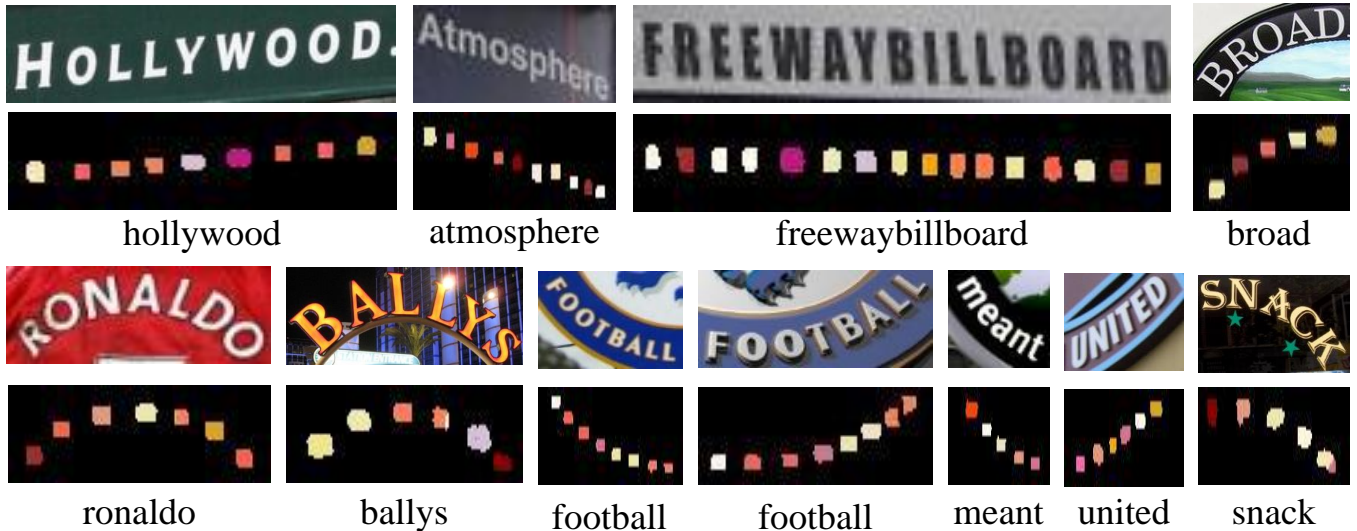 HOLLYWOOD.
Atmosphere
FREEWAYBILLBOARD
BROAD
hollywood
atmosphere
freewaybillboard
broad
RONALDO
BALLYS
FOOTBALL
FOOTBALL
meant
UNITED
SNACK
ronaldo
ballys
football
football
meant
united
snack